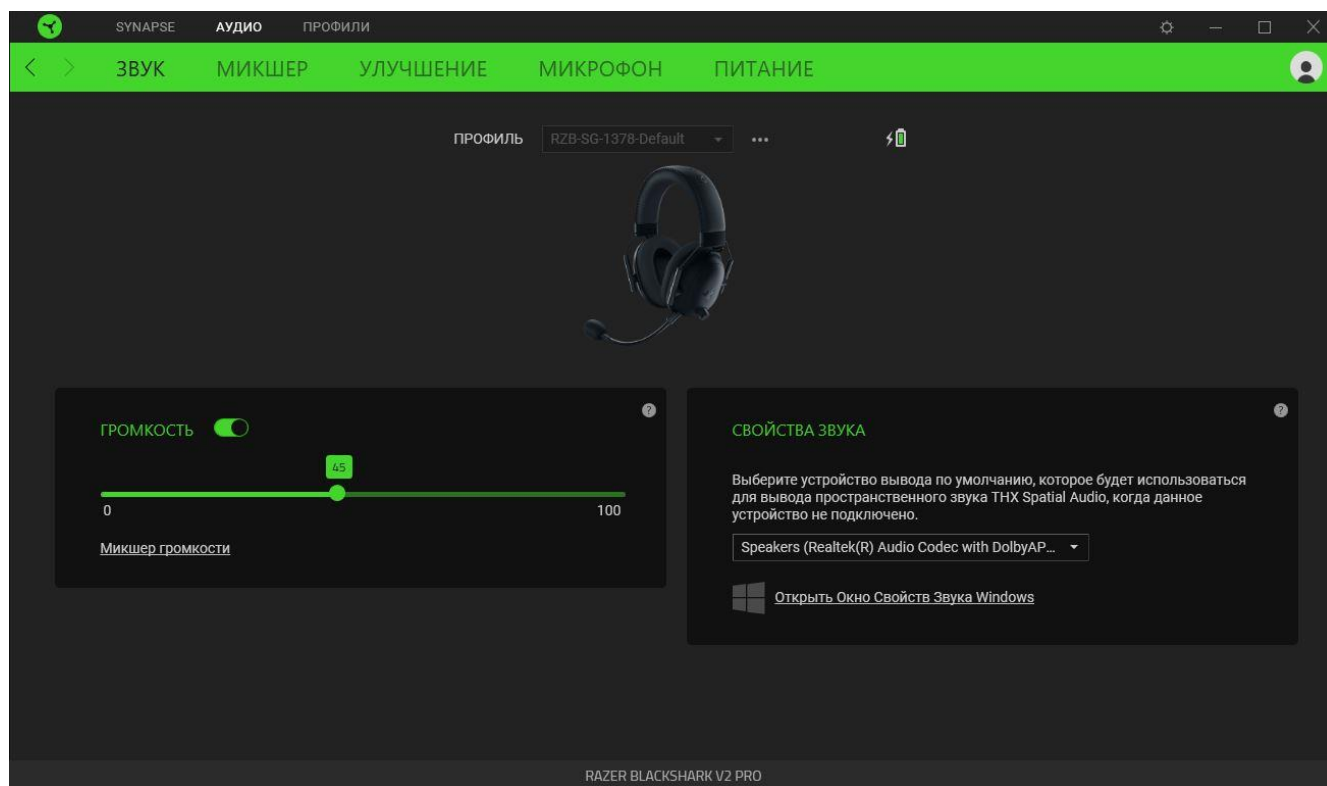 SYNAPSE АУДИО ПРОФИЛИ
ЗВУК МИКШЕР УЛУЧШЕНИЕ МИКРОФОН ПИТАНИЕ
ПРОФИЛЬ RZB-SG-1378-Default
ГРОМКОСТЬ
45
0 100
Микшер громкости
СВОЙСТВА ЗВУКА
Выберите устройство вывода по умолчанию, которое будет использоваться
для вывода пространственного звука THX Spatial Audio, когда данное
устройство не подключено.
Speakers (Realtek(R) Audio Codec with DolbyAP...
Открыть Окно Свойств Звука Windows
RAZER BLACKSHARK V2 PRO